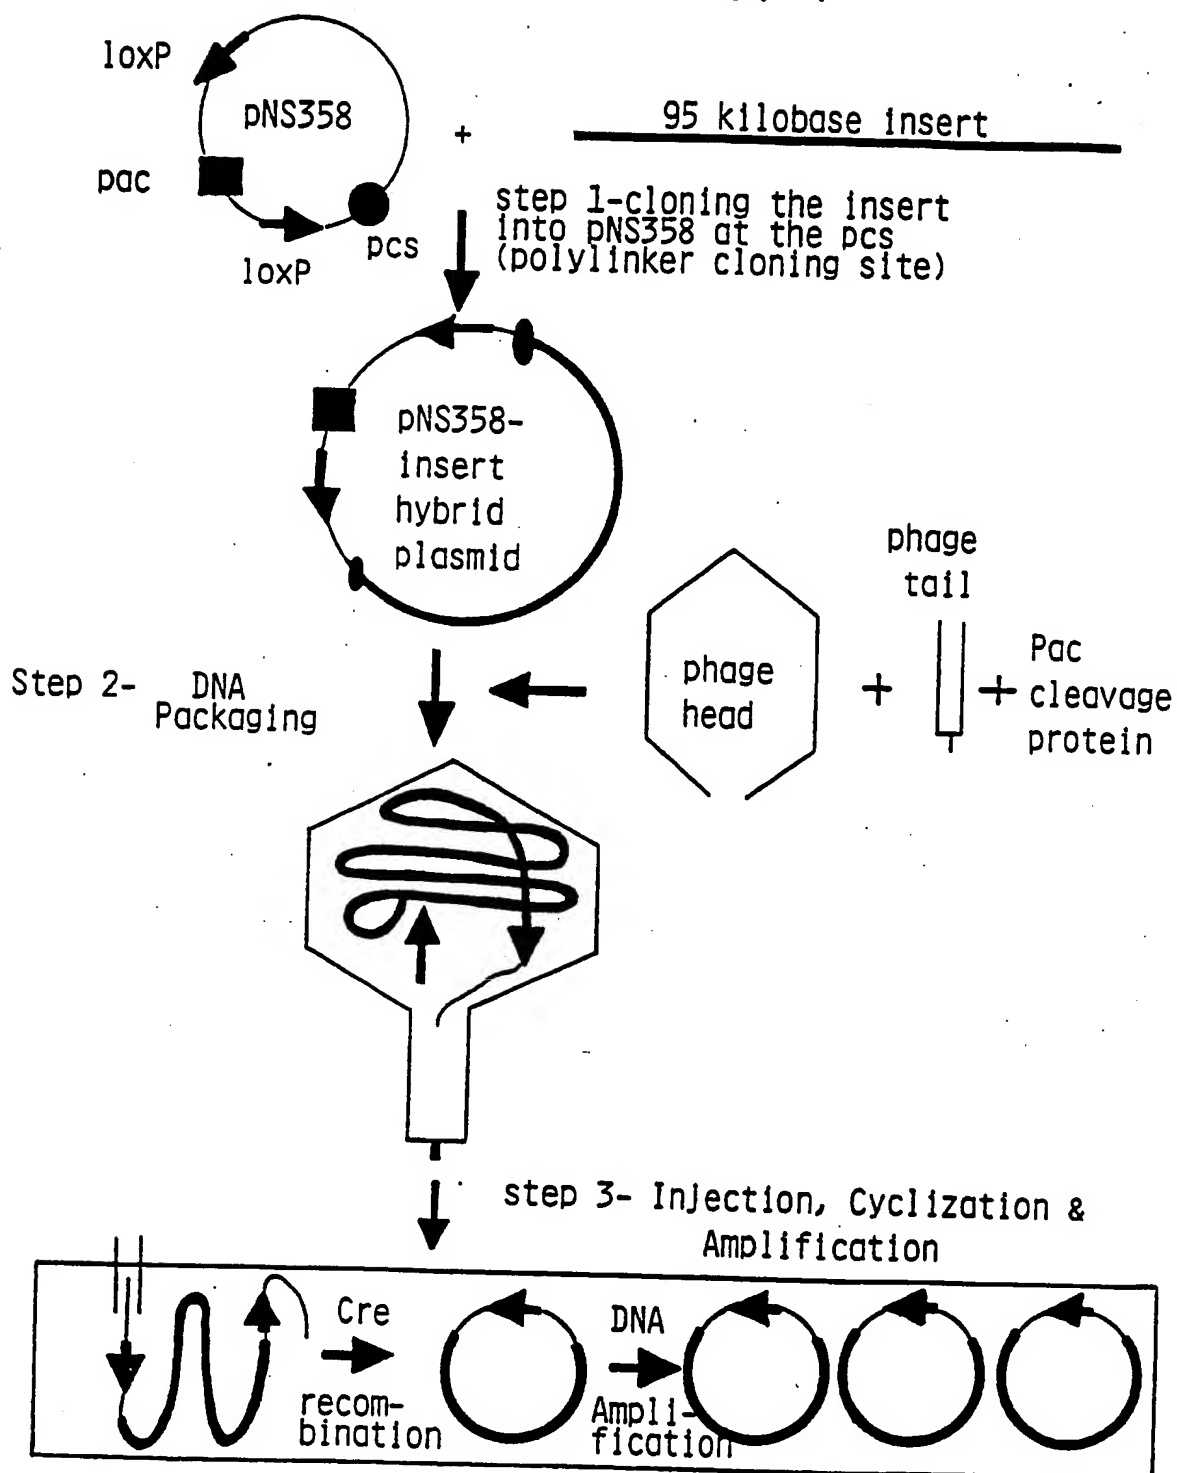 loxP
pNS358
+
95 kilobase insert
pac
pcs
loxP
step 1-cloning the insert
into pNS358 at the pcs
(polylinker cloning site)
pNS358-
insert
hybrid
plasmid
phage
tail
phage
head
+
+
Pac
cleavage
protein
Step 2- DNA
Packaging
step 3- Injection, Cyclization &
Amplification
Cre
recom-
bination
DNA
Ampli-
fication